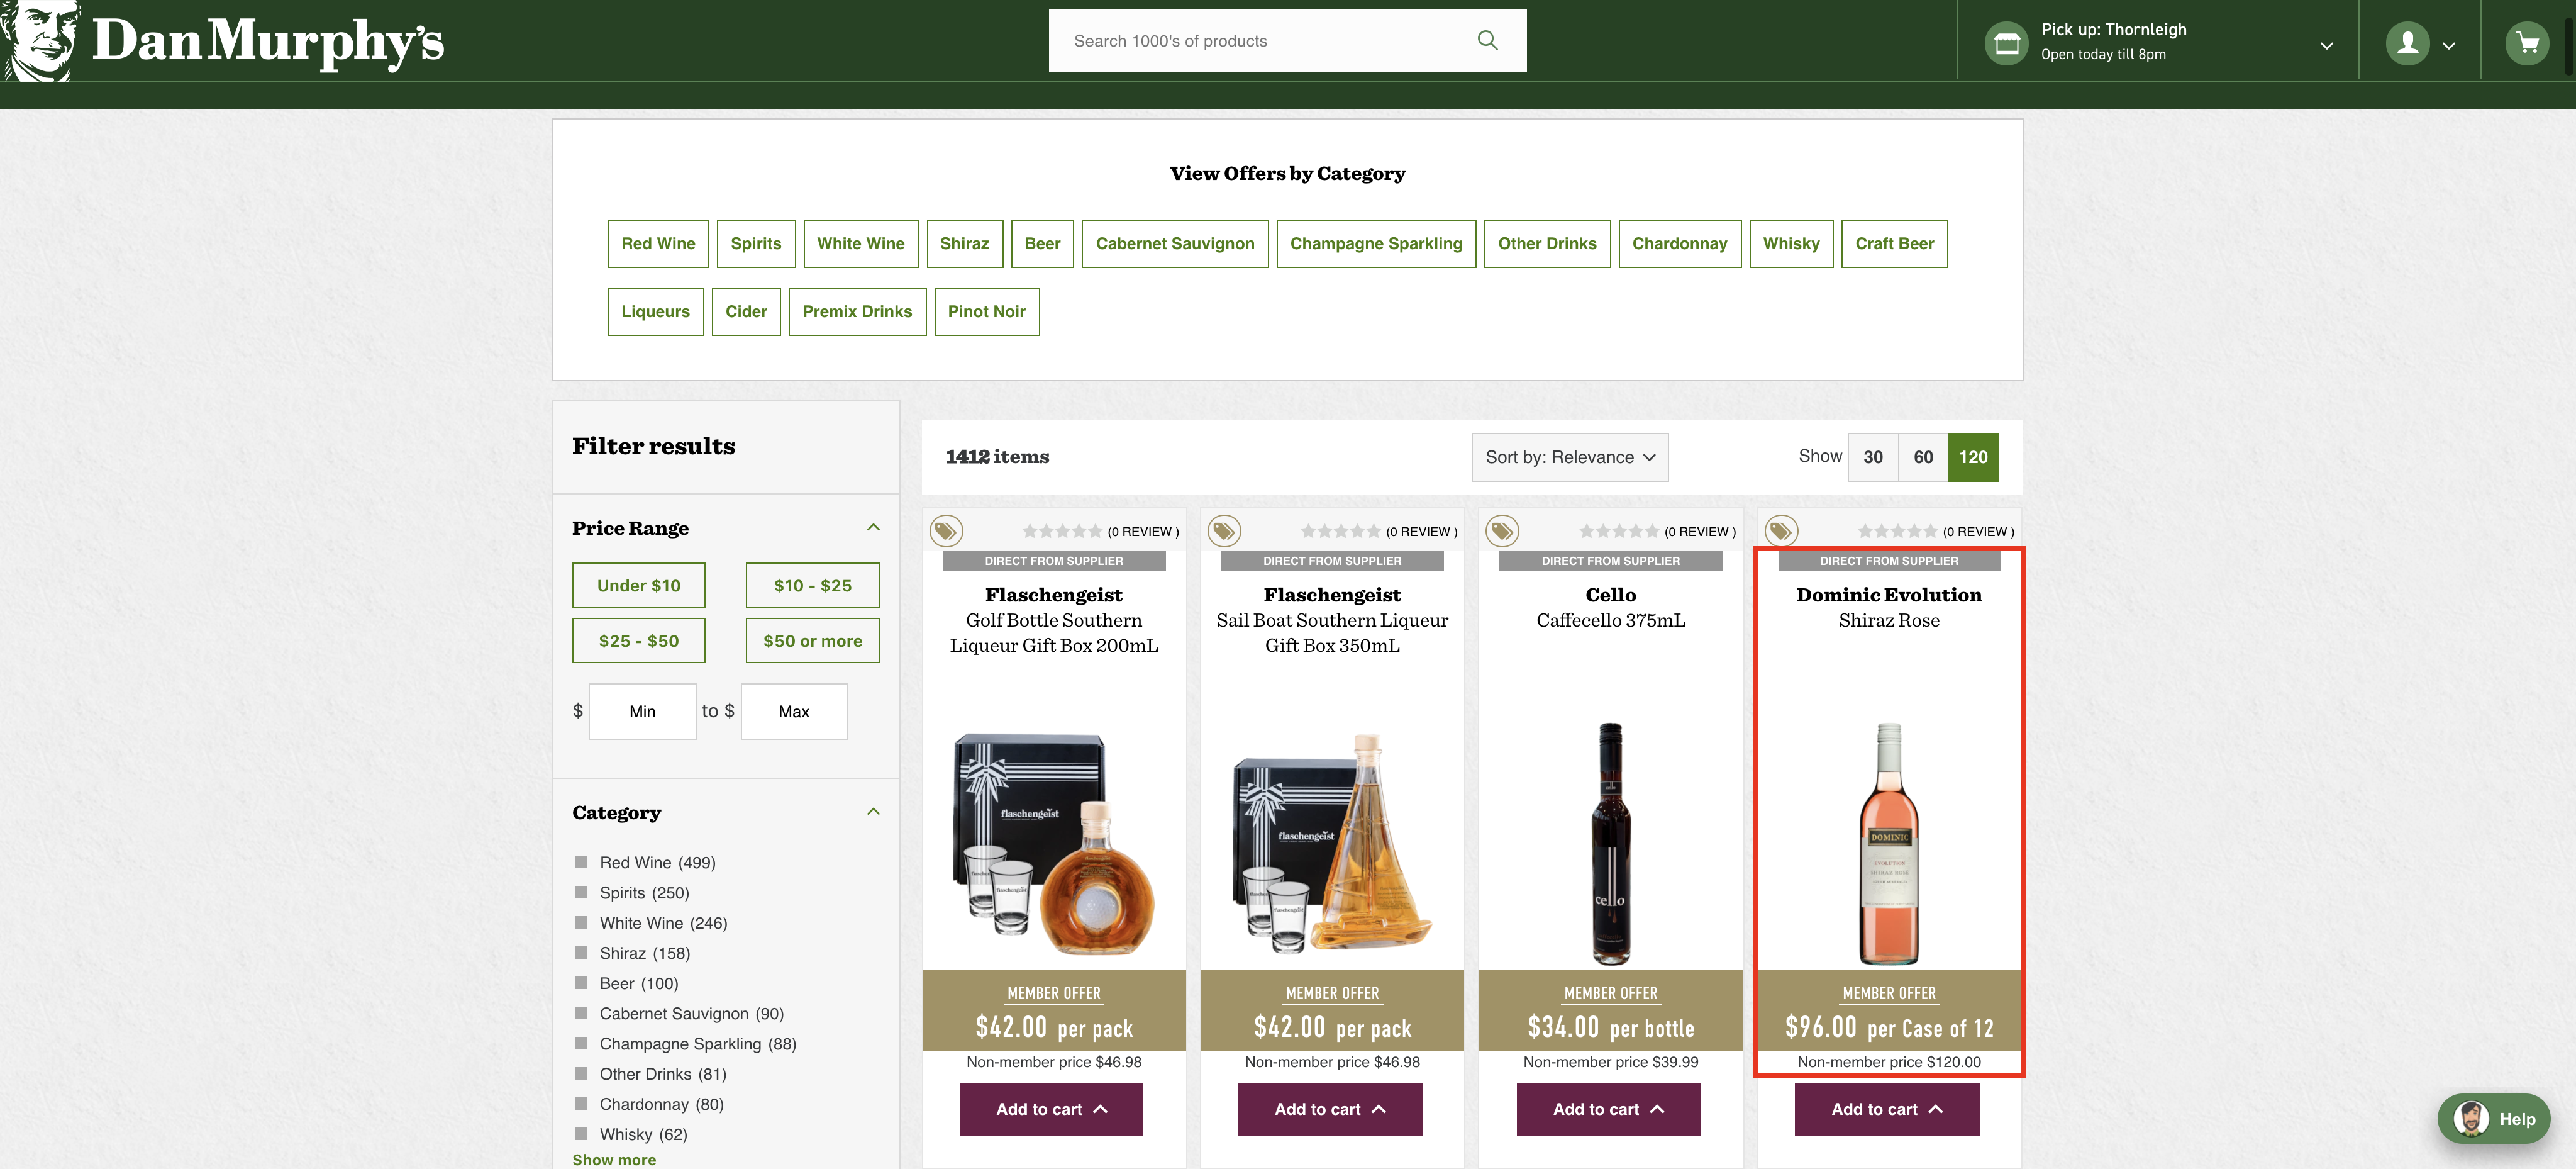 Dan Murphy's
Search 1000's of products
Pick up: Thornleigh
Open today till 8pm
View Offers by Category
Red Wine Spirits White Wine Shiraz Beer Cabernet Sauvignon Champagne Sparkling Other Drinks Chardonnay Whisky Craft Beer
Liqueurs Cider Premix Drinks Pinot Noir
Filter results
Price Range
Under $10 $10 - $25
$25 - $50 $50 or more
$ Min to $ Max
Category
Red Wine (499)
Spirits (250)
White Wine (246)
Shiraz (158)
Beer (100)
Cabernet Sauvignon (90)
Champagne Sparkling (88)
Other Drinks (81)
Chardonnay (80)
Whisky (62)
Show more
1412 items
Sort by: Relevance
Show 30 60 120
(0 REVIEW )
DIRECT FROM SUPPLIER
Flaschengeist
Golf Bottle Southern
Liqueur Gift Box 200mL
flaschengeist
MEMBER OFFER
$42.00 per pack
Non-member price $46.98
Add to cart
(0 REVIEW )
DIRECT FROM SUPPLIER
Flaschengeist
Sail Boat Southern Liqueur
Gift Box 350mL
flaschengeist
MEMBER OFFER
$42.00 per pack
Non-member price $46.98
Add to cart
(0 REVIEW )
DIRECT FROM SUPPLIER
Cello
Caffecello 375mL
cello
MEMBER OFFER
$34.00 per bottle
Non-member price $39.99
Add to cart
(0 REVIEW )
DIRECT FROM SUPPLIER
Dominic Evolution
Shiraz Rose
DOMINIC
EVOLUTION
SHIRAZ ROSÉ
MEMBER OFFER
$96.00 per Case of 12
Non-member price $120.00
Add to cart
Help